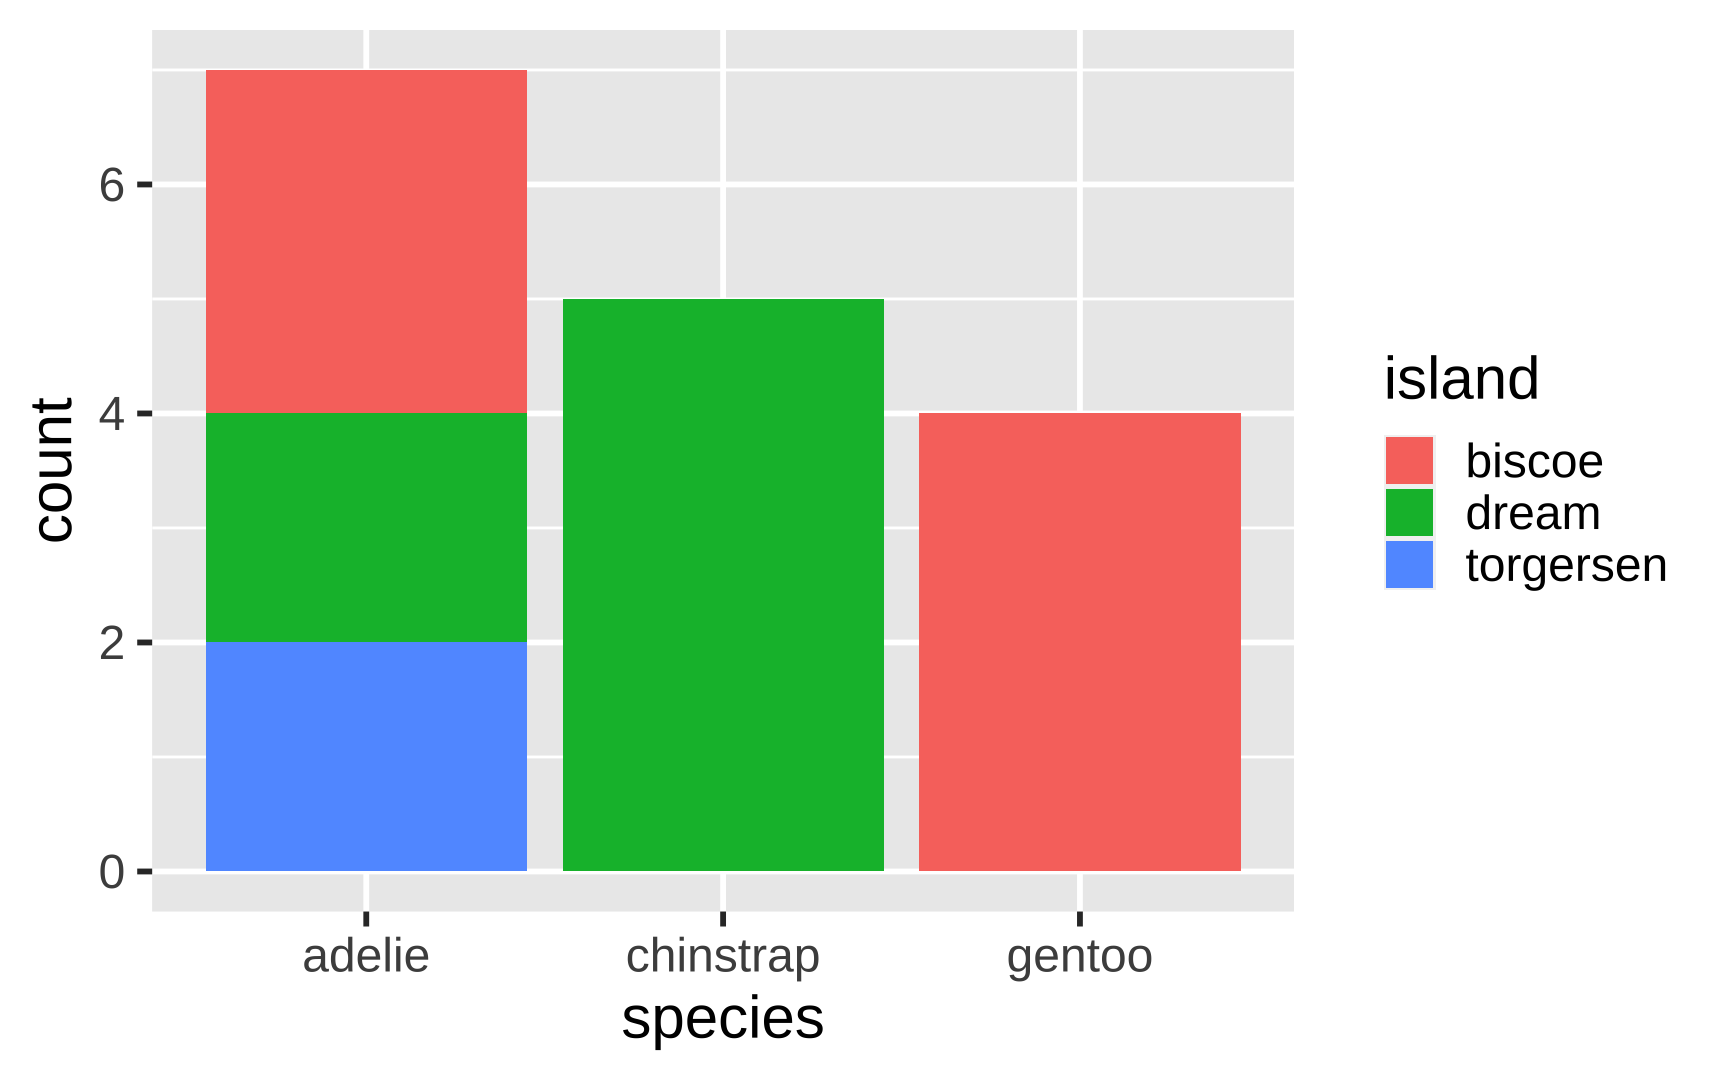 count
6
4
2
0
adelie chinstrap gentoo
species
island
biscoe
dream
torgersen